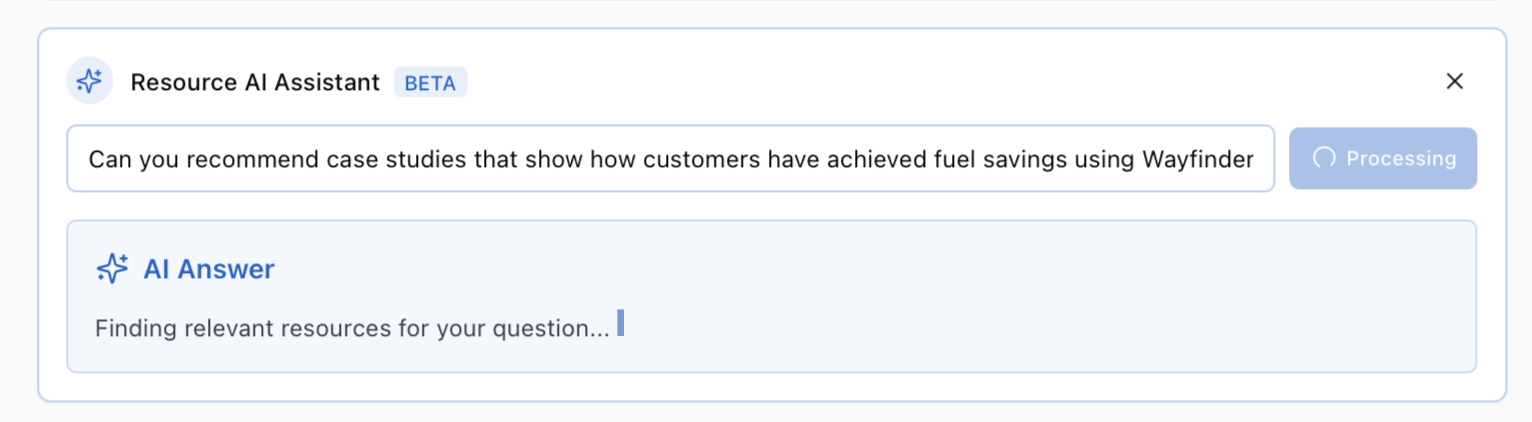 Resource AI Assistant BETA
Can you recommend case studies that show how customers have achieved fuel savings using Wayfinder
Processing
AI Answer
Finding relevant resources for your question...